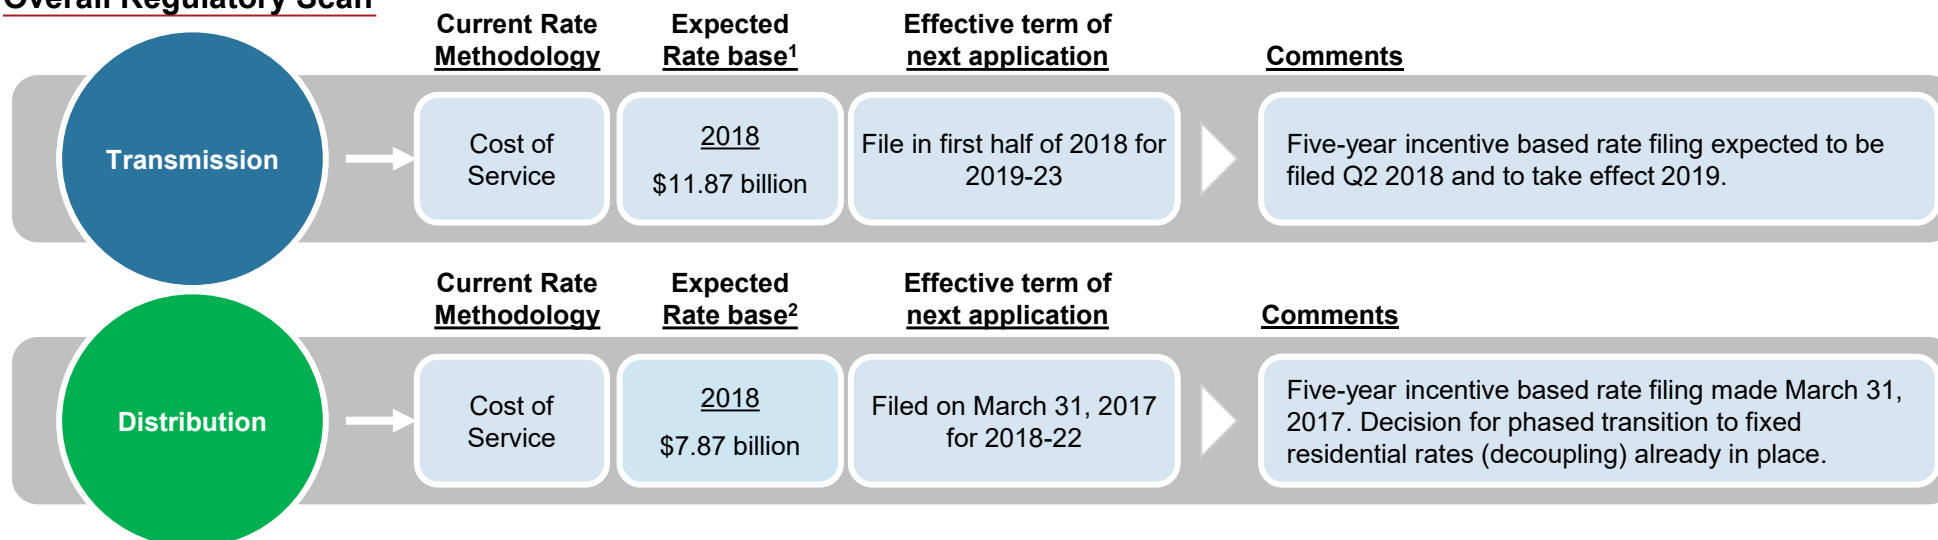 Overall Regulatory Scan
Current Rate
Methodology
Expected
Rate base1
Effective term of
next application
Comments
Transmission
Cost of
Service
2018
$11.87 billion
File in first half of 2018 for
2019-23
Five-year incentive based rate filing expected to be
filed Q2 2018 and to take effect 2019.
Current Rate
Methodology
Expected
Rate base2
Effective term of
next application
Comments
Distribution
Cost of
Service
2018
$7.87 billion
Filed on March 31, 2017
for 2018-22
Five-year incentive based rate filing made March 31,
2017. Decision for phased transition to fixed
residential rates (decoupling) already in place.